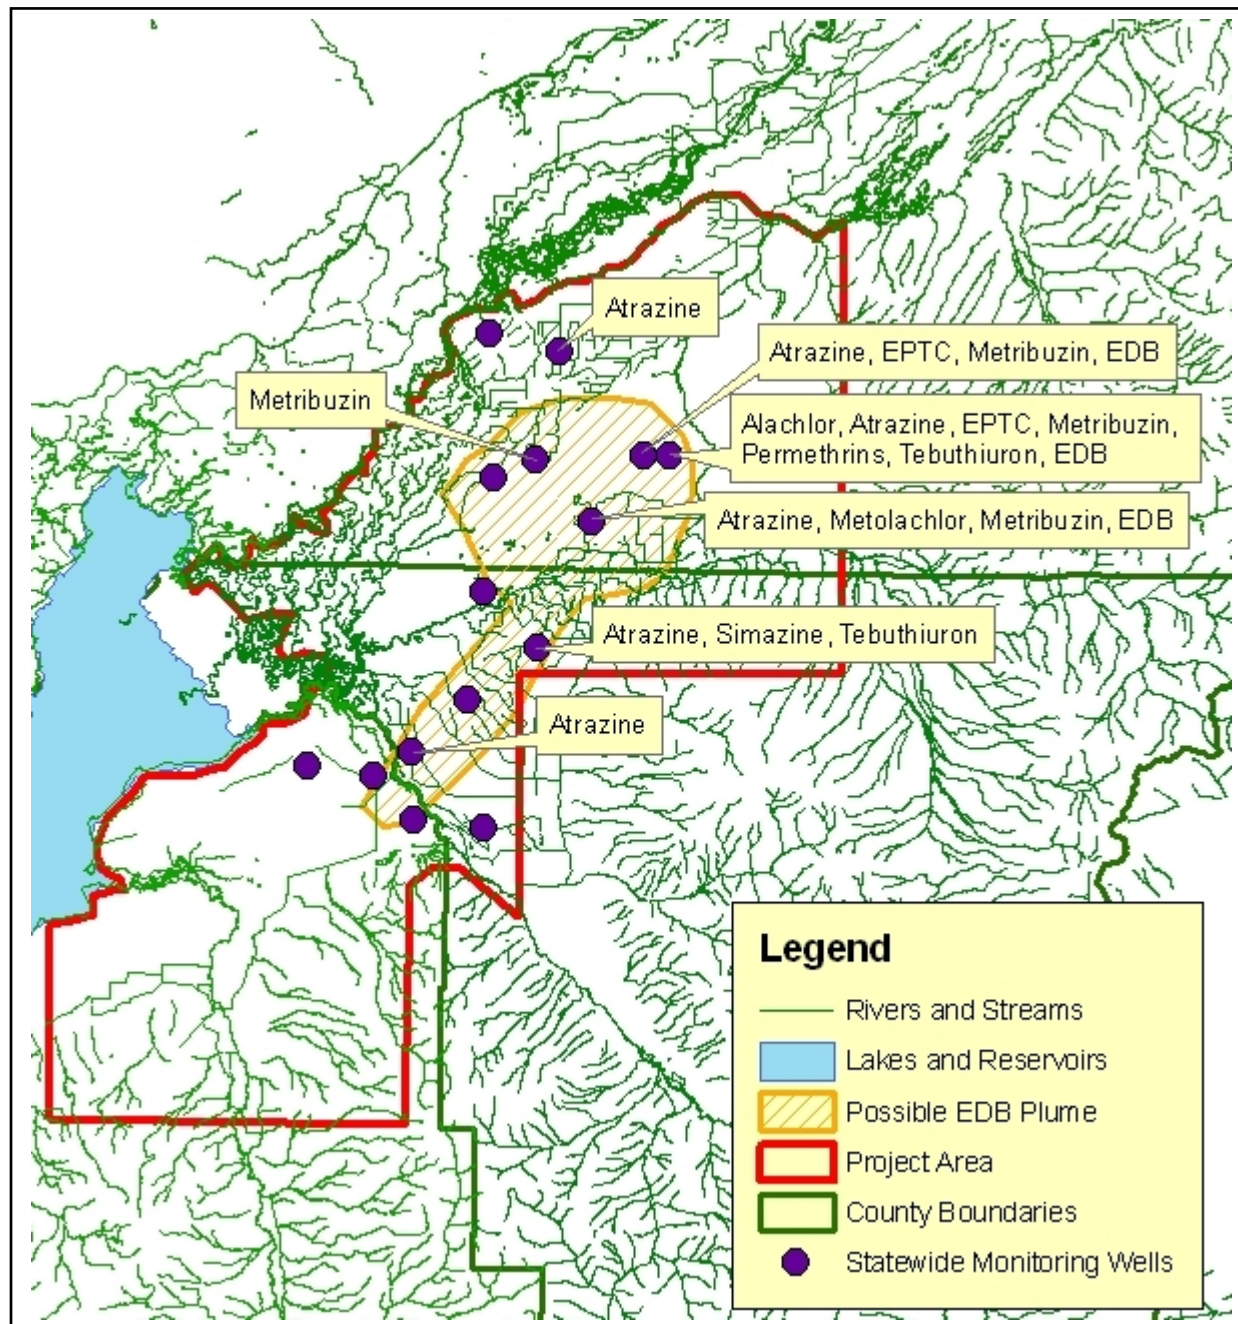 Atrazine
Atrazine, EPTC, Metribuzin, EDB
Metribuzin
Alachlor, Atrazine, EPTC, Metribuzin,
Permethrins, Tebuthiuron, EDB
Atrazine, Metolachlor, Metribuzin, EDB
Atrazine, Simazine, Tebuthiuron
Atrazine
Legend
Rivers and Streams
Lakes and Reservoirs
Possible EDB Plume
Project Area
County Boundaries
Statewide Monitoring Wells